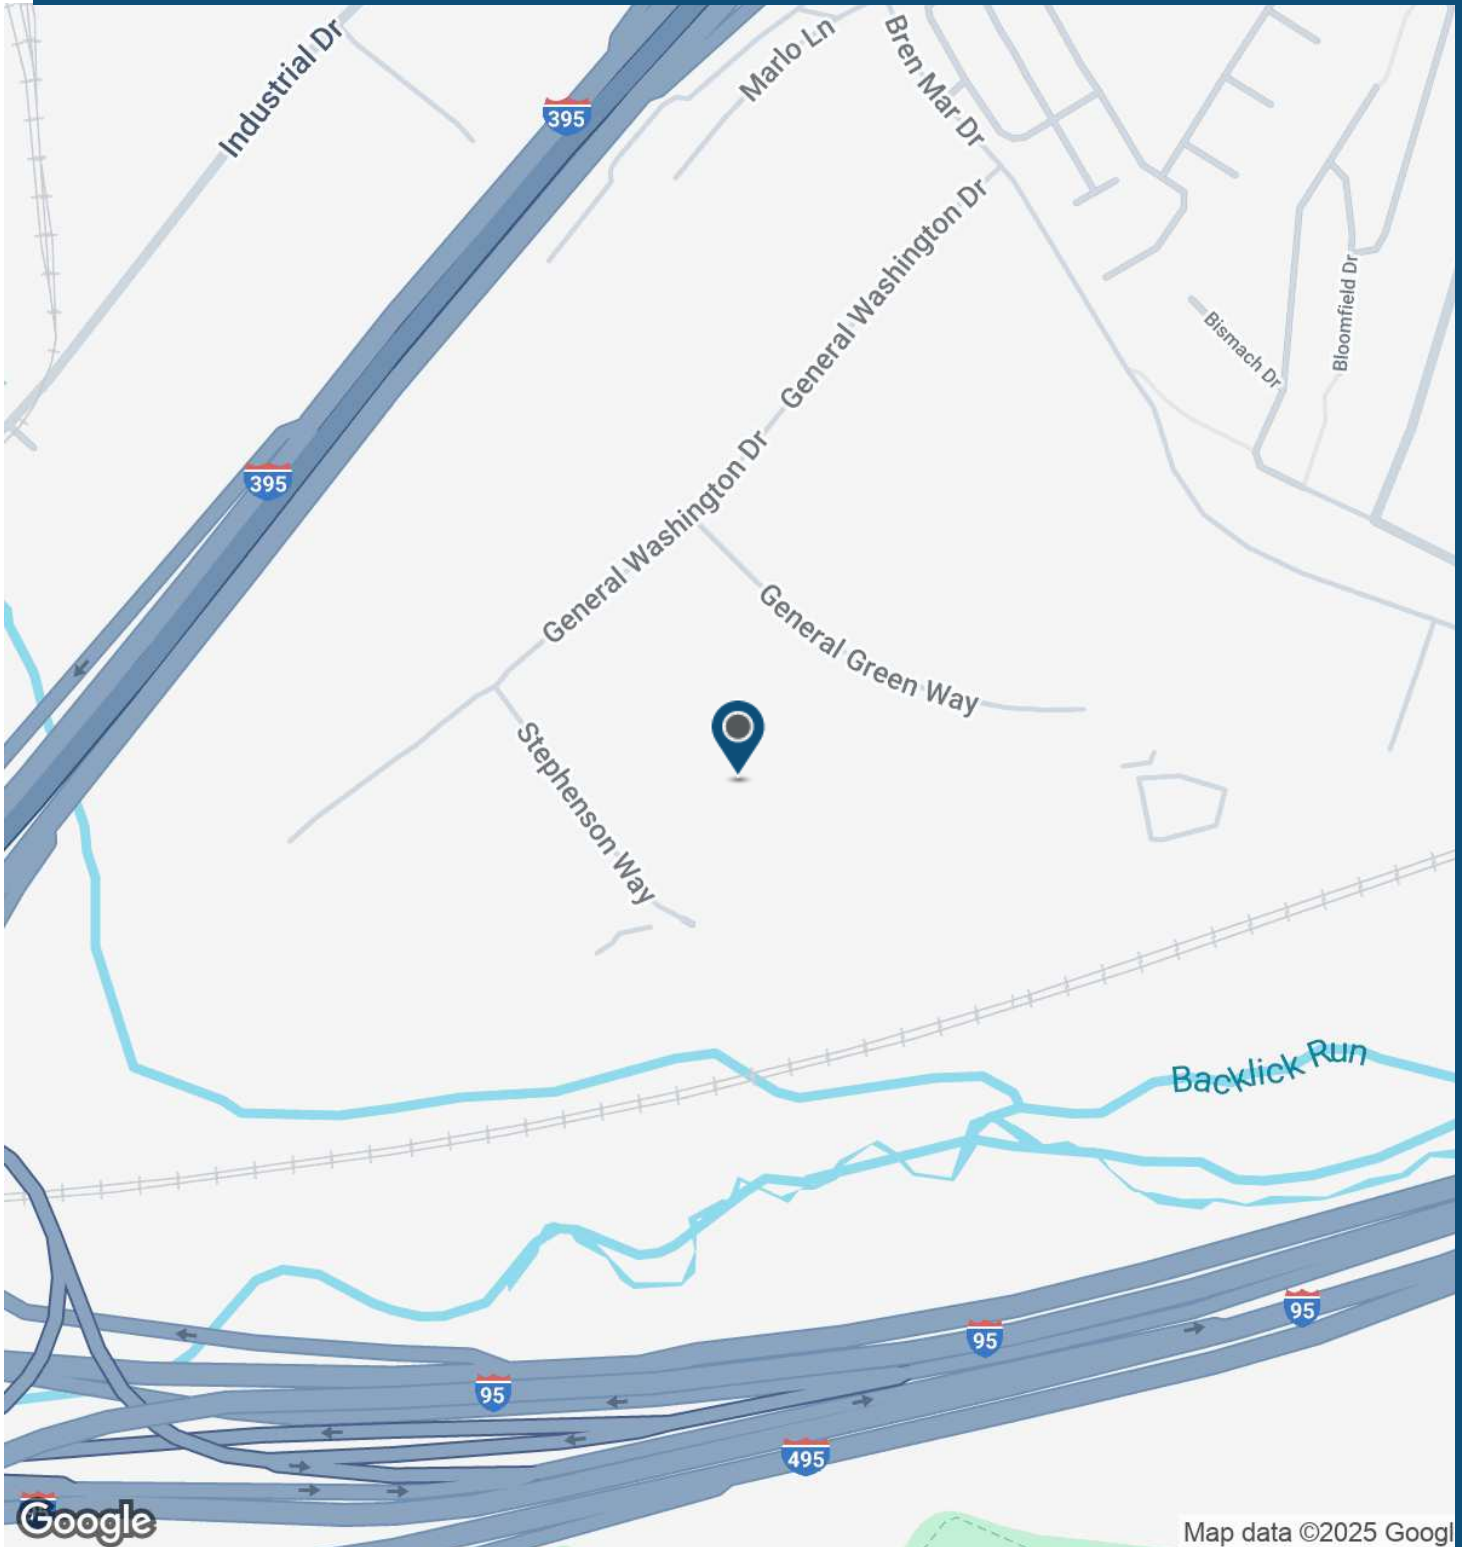 Industrial Dr
Marlo Ln
Bren Mar Dr
395
General Washington Dr
Bloomfield Dr
Bismach Dr
395
General Washington Dr
General Green Way
Stephenson Way
Backlick Run
95
95
95
495
95
Google
Map data ©2025 Googl